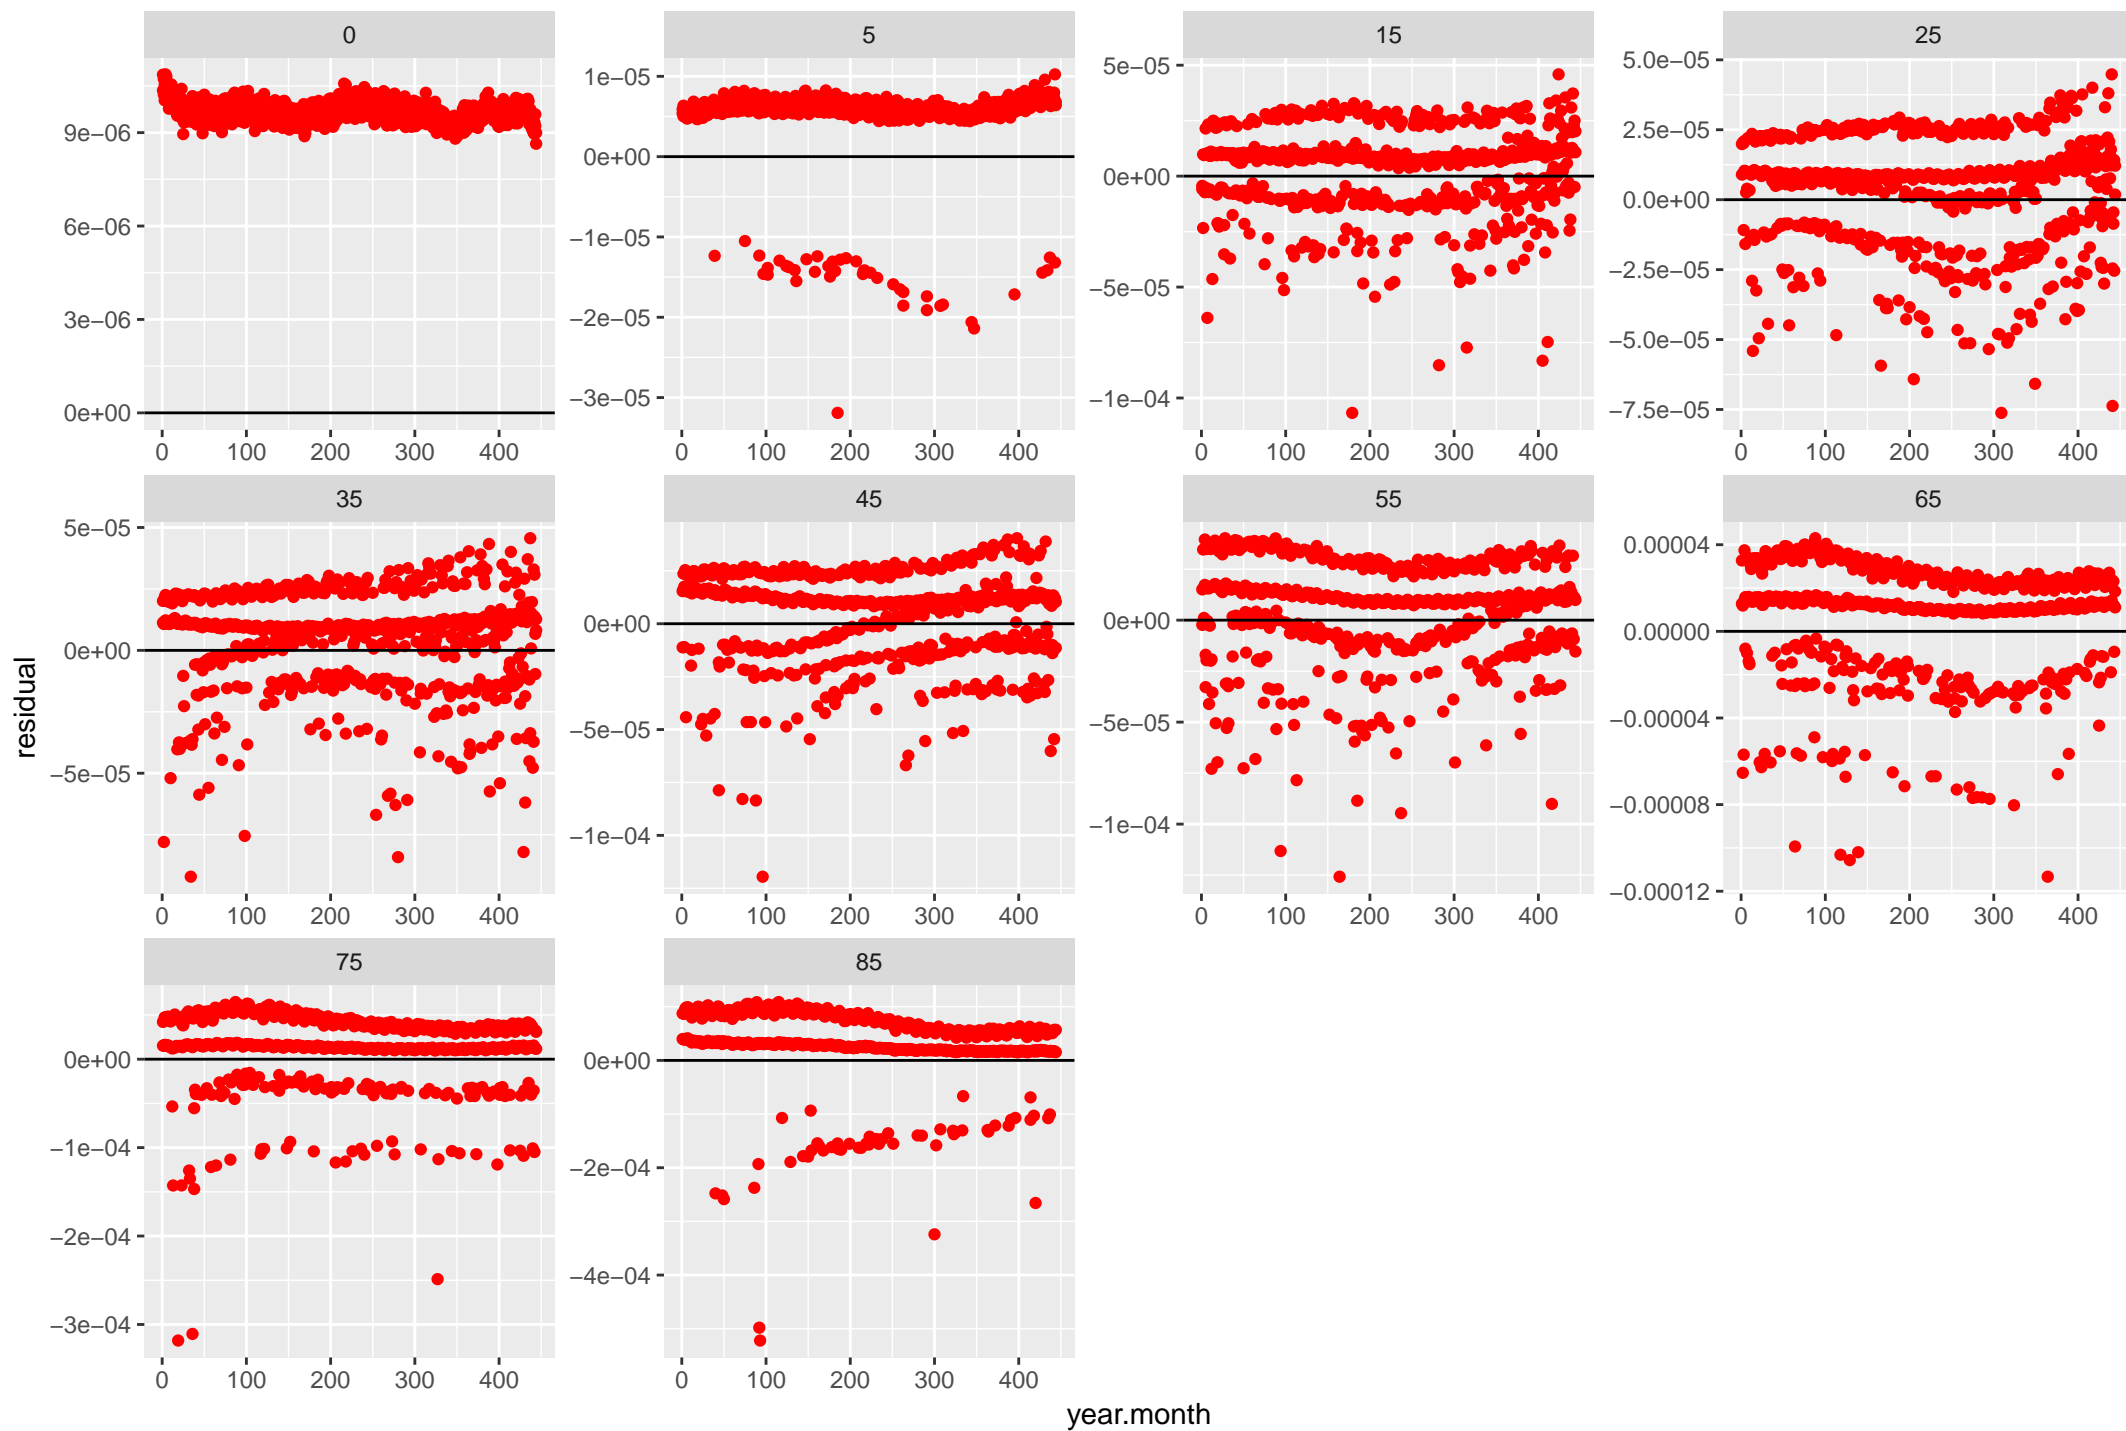 0 5 15 25
9e−06
6e−06
3e−06
0e+00
1e−05
0e+00
−1e−05
−2e−05
−3e−05
5e−05
0e+00
−5e−05
−1e−04
5.0e−05
2.5e−05
0.0e+00
−2.5e−05
−5.0e−05
−7.5e−05
0 100 200 300 400
0 100 200 300 400
0 100 200 300 400
0 100 200 300 400
35 45 55 65
5e−05
0e+00
−5e−05
0e+00
−5e−05
−1e−04
0e+00
−5e−05
−1e−04
0.00004
0.00000
−0.00004
−0.00008
−0.00012
0 100 200 300 400
0 100 200 300 400
0 100 200 300 400
0 100 200 300 400
75 85
0e+00
−1e−04
−2e−04
−3e−04
0e+00
−2e−04
−4e−04
0 100 200 300 400
0 100 200 300 400
residual
year.month